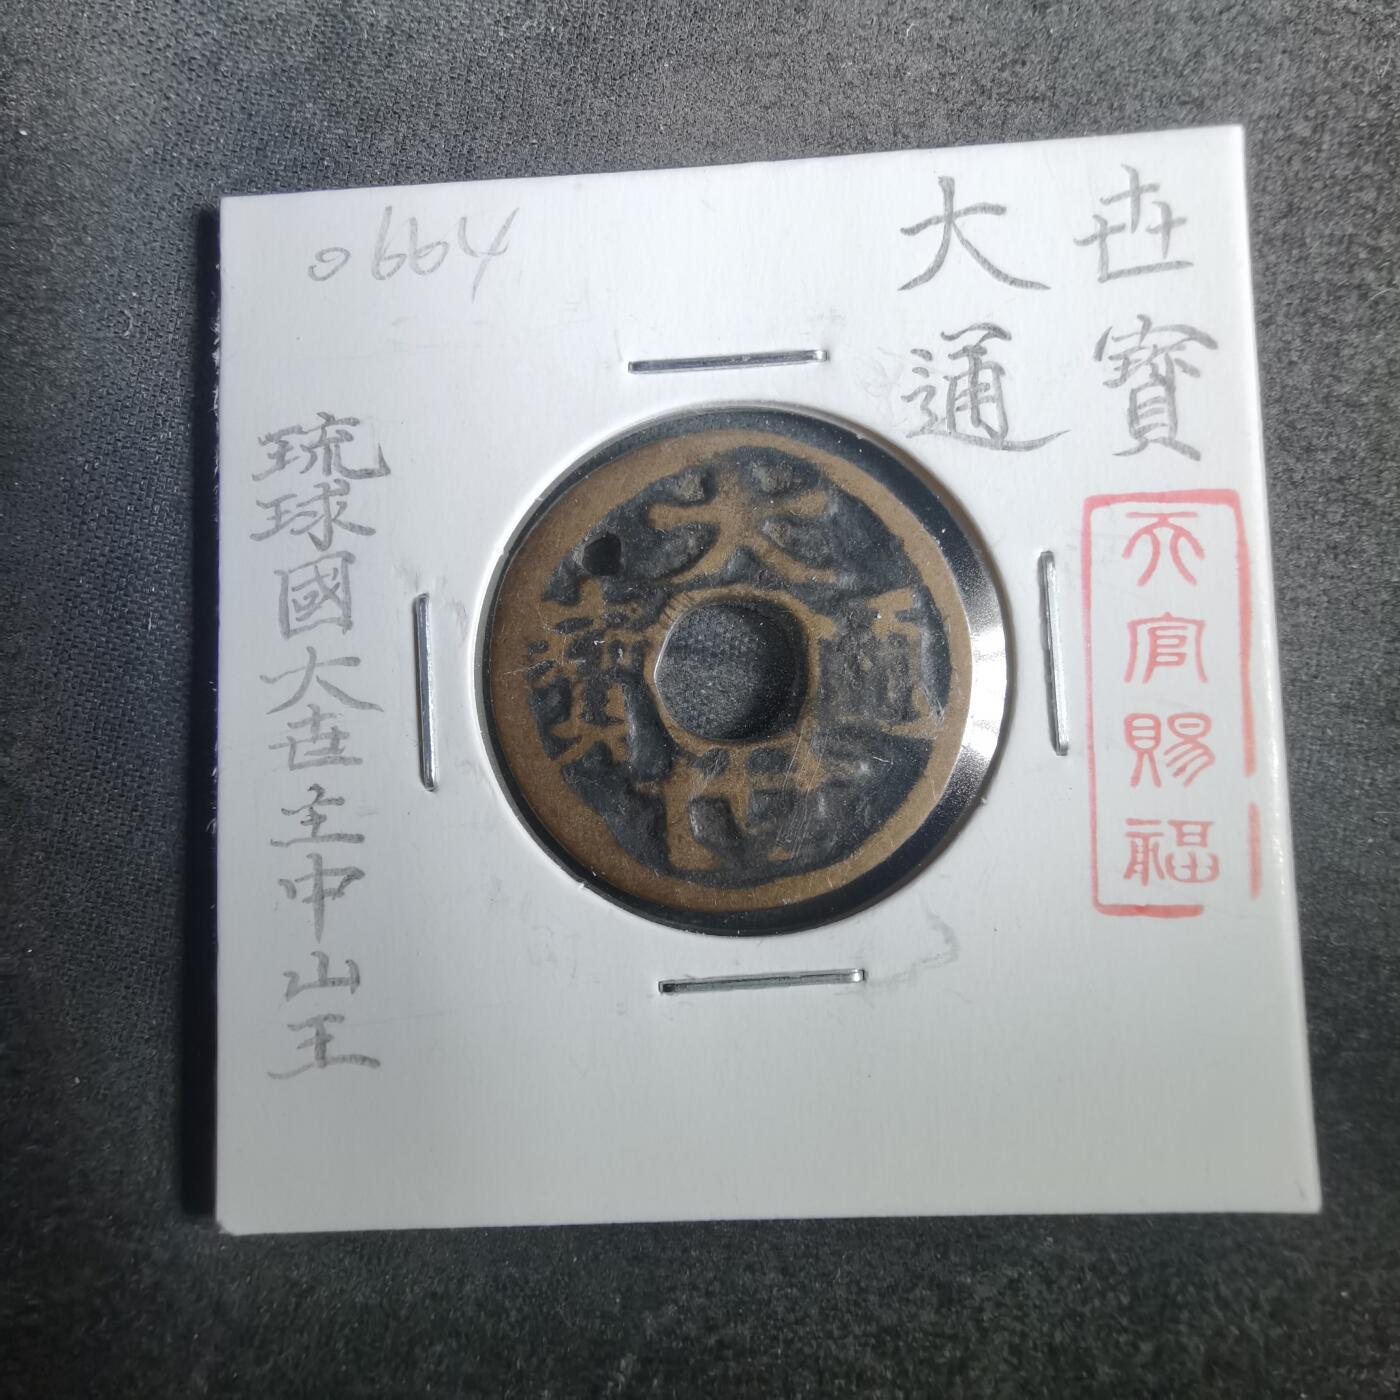 0664
大世
通寶
琉球國大世主中山王
大通世寶
天官賜福